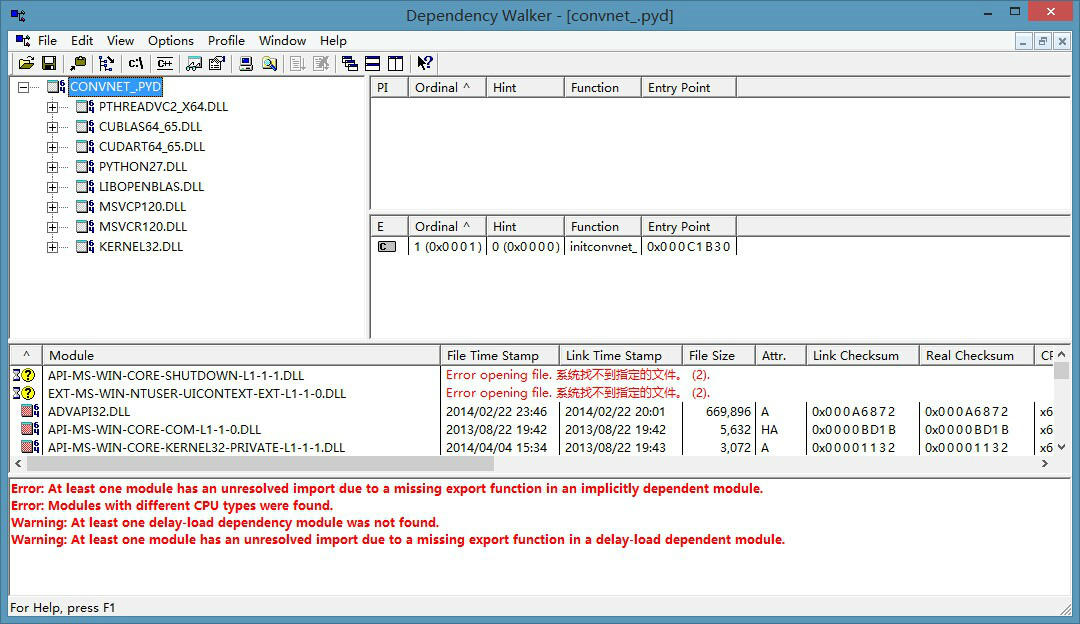 Dependency Walker - [convnet_.pyd]
File Edit View Options Profile Window Help
CONVNET_.PYD
PTHREADVC2_X64.DLL
CUBLAS64_65.DLL
CUDART64_65.DLL
PYTHON27.DLL
LIBOPENBLAS.DLL
MSVCP120.DLL
MSVCR120.DLL
KERNEL32.DLL
PI Ordinal ^ Hint Function Entry Point
E Ordinal ^ Hint Function Entry Point
C 1 (0x0001) 0 (0x0000) initconvnet_ 0x000C1B30
^ Module File Time Stamp Link Time Stamp File Size Attr. Link Checksum Real Checksum CP
API-MS-WIN-CORE-SHUTDOWN-L1-1-1.DLL Error opening file. 系统找不到指定的文件。 (2).
EXT-MS-WIN-NTUSER-UICONTEXT-EXT-L1-1-0.DLL Error opening file. 系统找不到指定的文件。 (2).
ADVAPI32.DLL 2014/02/22 23:46 2014/02/22 20:01 669,896 A 0x000A6872 0x000A6872 x6
API-MS-WIN-CORE-COM-L1-1-0.DLL 2013/08/22 19:42 2013/08/22 19:42 5,632 HA 0x0000BD1B 0x0000BD1B x6
API-MS-WIN-CORE-KERNEL32-PRIVATE-L1-1-1.DLL 2014/04/04 15:34 2013/08/22 19:43 3,072 A 0x00001132 0x00001132 x6
Error: At least one module has an unresolved import due to a missing export function in an implicitly dependent module.
Error: Modules with different CPU types were found.
Warning: At least one delay-load dependency module was not found.
Warning: At least one module has an unresolved import due to a missing export function in a delay-load dependent module.
For Help, press F1